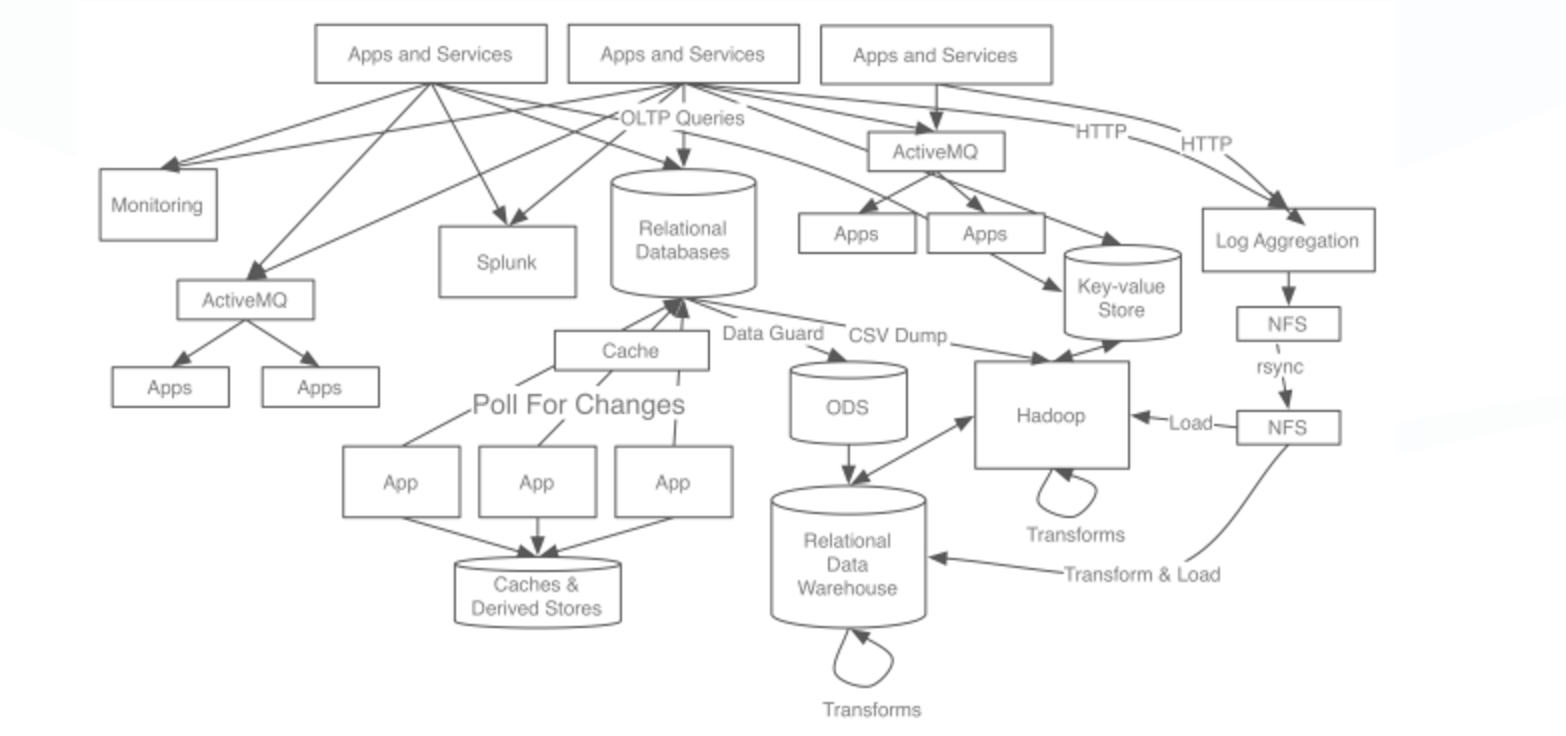 Apps and Services
Apps and Services
Apps and Services
OLTP Queries
HTTP
HTTP
ActiveMQ
Monitoring
Relational
Databases
Apps
Apps
Log Aggregation
Splunk
ActiveMQ
Key-value
Store
NFS
Data Guard
CSV Dump
Cache
rsync
Apps
Apps
Poll For Changes
ODS
Hadoop
Load
NFS
App
App
App
Transforms
Relational
Data
Warehouse
Transform & Load
Caches &
Derived Stores
Transforms